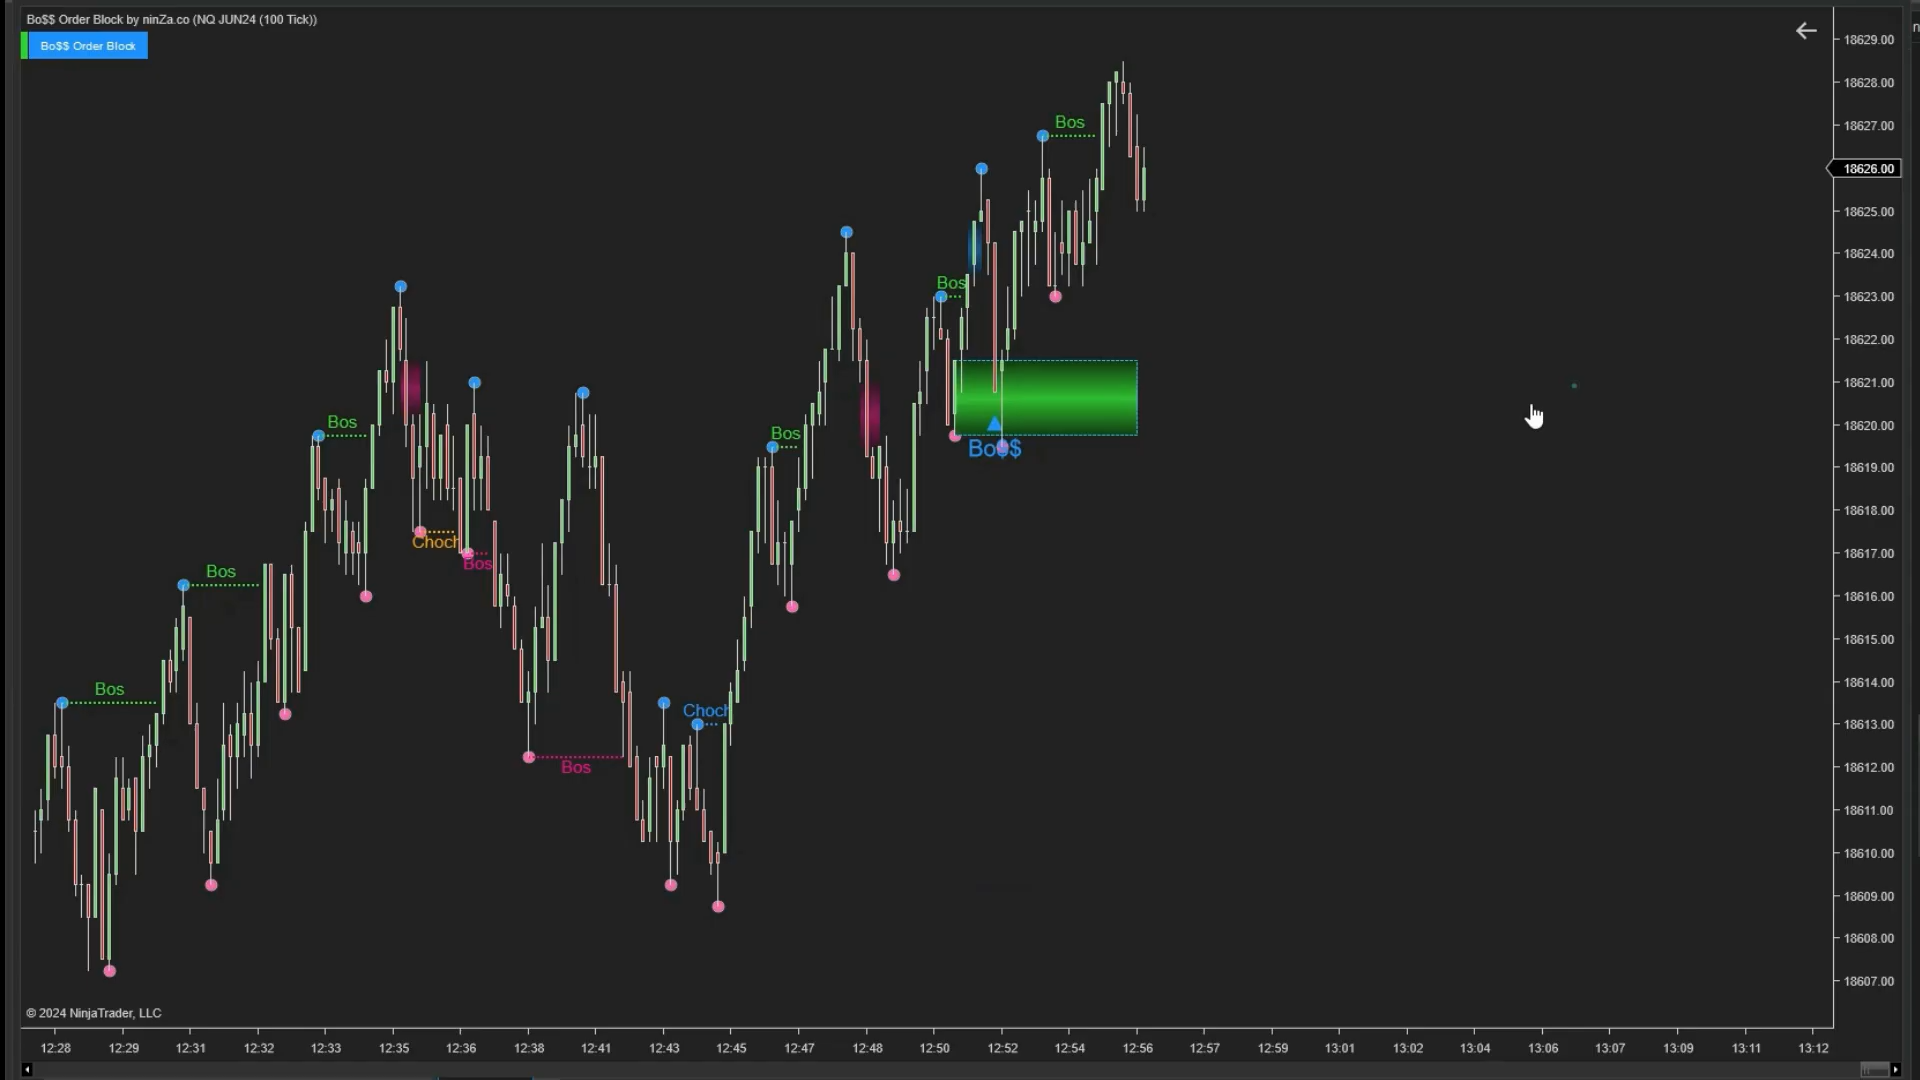 Bo$$ Order Block by ninZa.co (NQ JUN24 (100 Tick))
Bo$$ Order Block
18629.00
18628.00
Bos
18627.00
18626.00
18625.00
18624.00
Bos
18623.00
18622.00
18621.00
Bos
Bos
18620.00
Bo$$
18619.00
18618.00
Choch
18617.00
Bos
Bos
18616.00
18615.00
18614.00
Bos
Choch
18613.00
18612.00
Bos
18611.00
18610.00
18609.00
18608.00
18607.00
© 2024 NinjaTrader, LLC
12:28 12:29 12:31 12:32 12:33 12:35 12:36 12:38 12:41 12:43 12:45 12:47 12:48 12:50 12:52 12:54 12:56 12:57 12:59 13:01 13:02 13:04 13:06 13:07 13:09 13:11 13:12